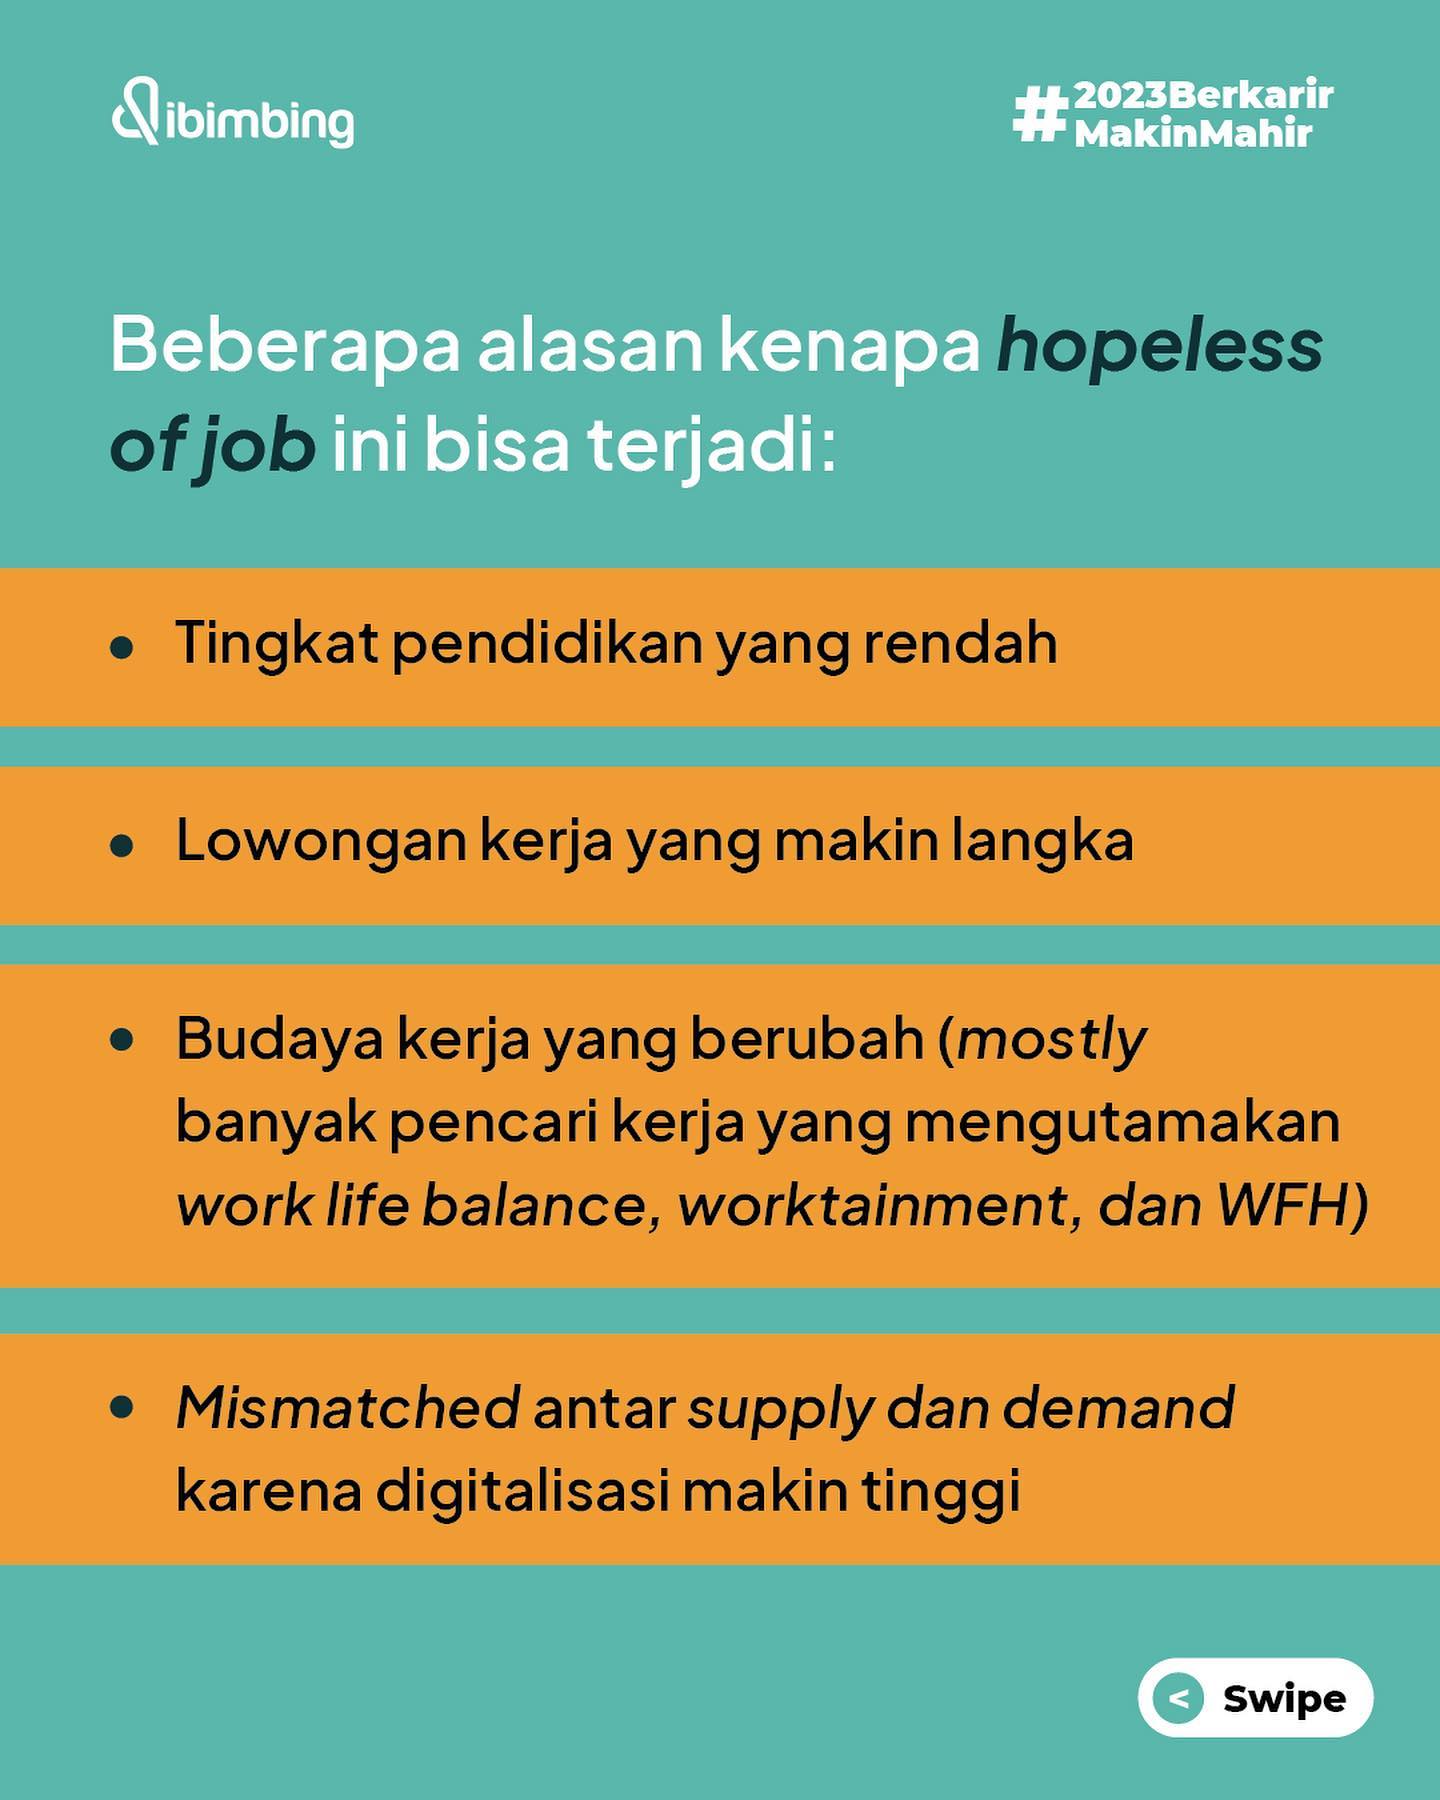 dibimbing
#2023Berkarir
MakinMahir
Beberapa alasan kenapa hopeless
of job ini bisa terjadi:
• Tingkat pendidikan yang rendah
• Lowongan kerja yang makin langka
• Budaya kerja yang berubah (mostly
banyak pencari kerja yang mengutamakan
work life balance, worktainment, dan WFH)
• Mismatched antar supply dan demand
karena digitalisasi makin tinggi
< Swipe